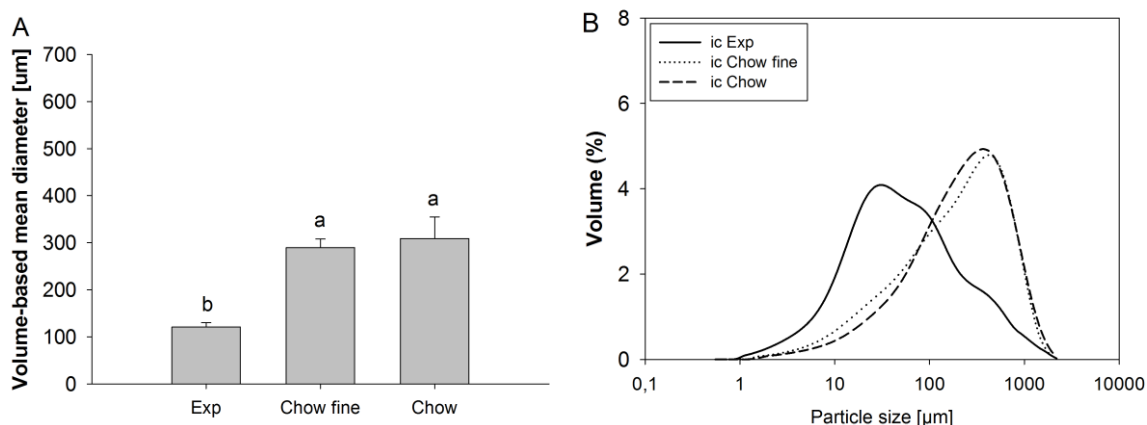 A
Volume-based mean diameter [um]
700
600
500
400
300
200
100
0
b
a
a
Exp
Chow fine
Chow
B
Volume (%)
8
6
4
2
0
ic Exp
ic Chow fine
ic Chow
0,1
1
10
100
1000
10000
Particle size [µm]